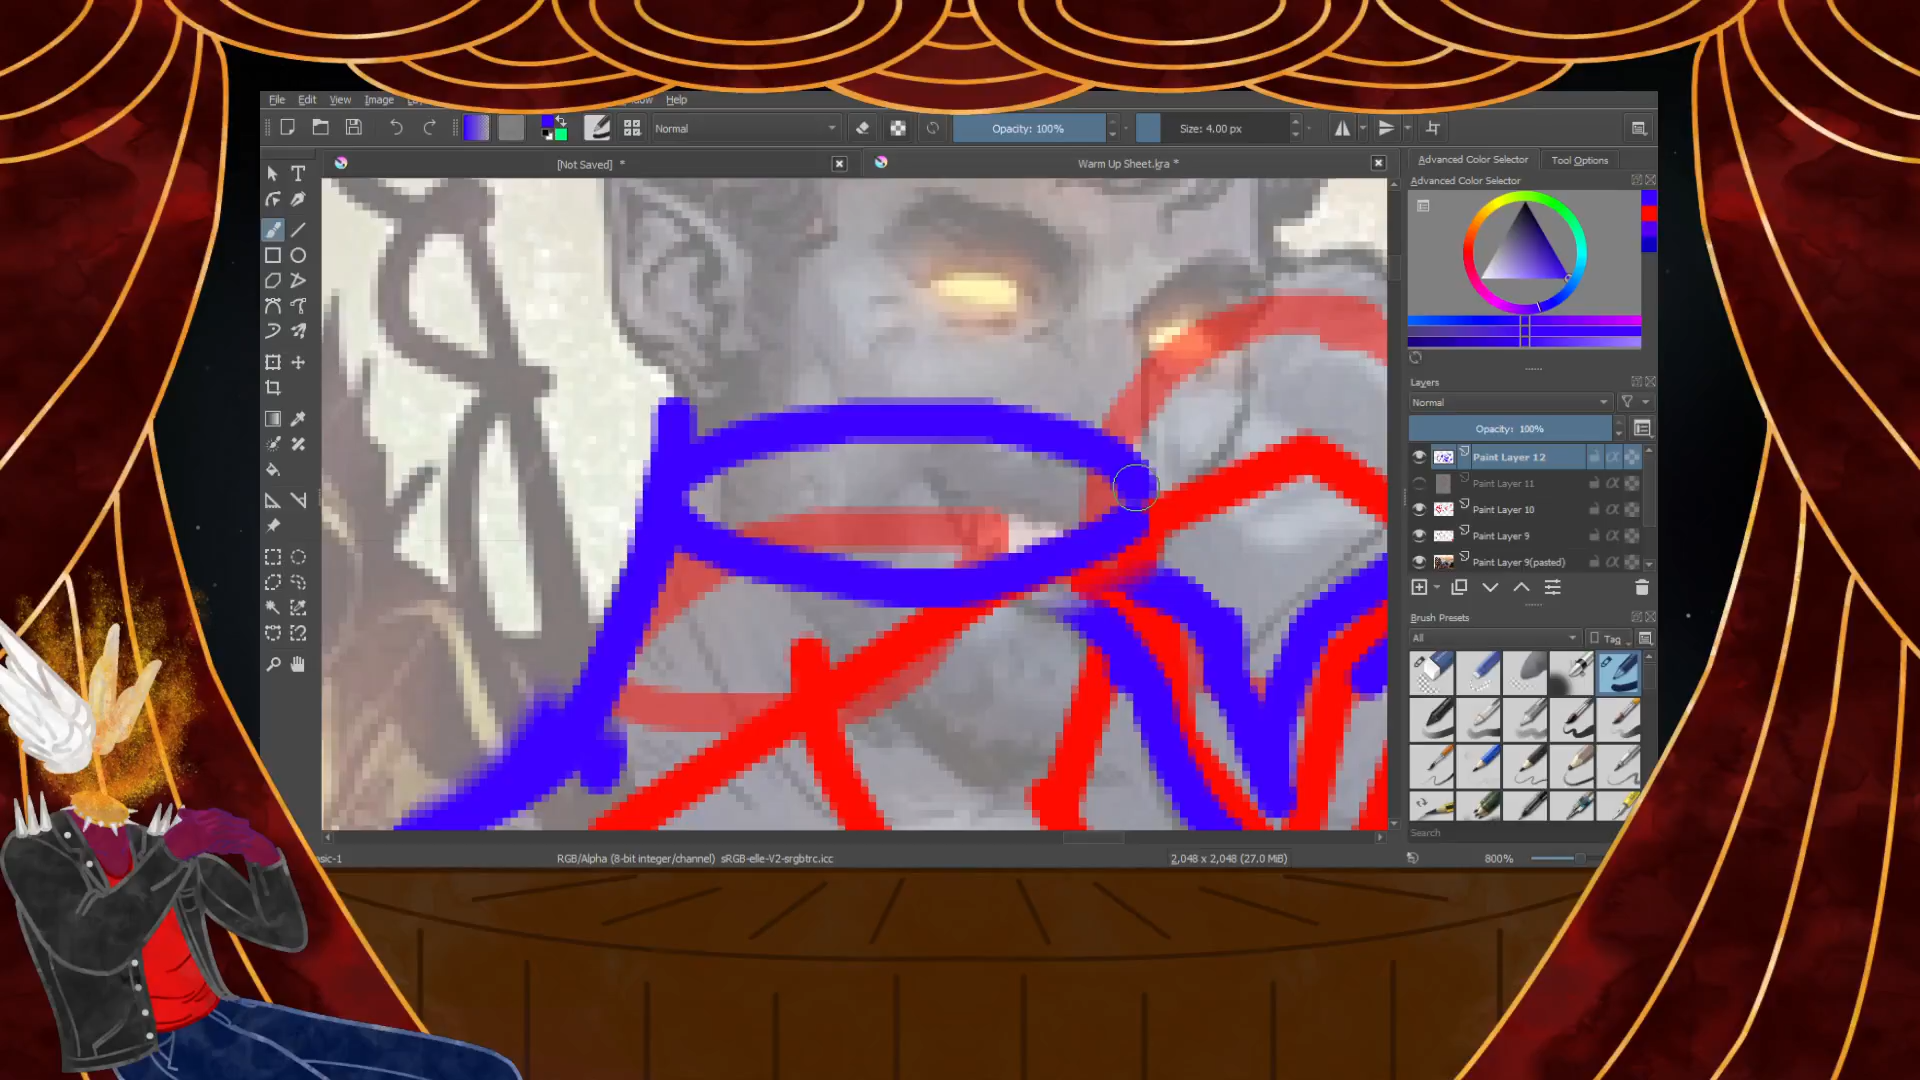 File Edit View Image Help
Normal
Opacity: 100%
Size: 4.00 px
[Not Saved] *
Warm Up Sheet.kra *
Advanced Color Selector
Tool Options
Advanced Color Selector
Layers
Normal
Opacity: 100%
Paint Layer 12
Paint Layer 11
Paint Layer 10
Paint Layer 9
Paint Layer 9(pasted)
Brush Presets
All
Tag
Search
RGB/Alpha (8-bit integer/channel) sRGB-elle-V2-srgbtrc.icc
2,048 x 2,048 (27.0 MiB)
800%